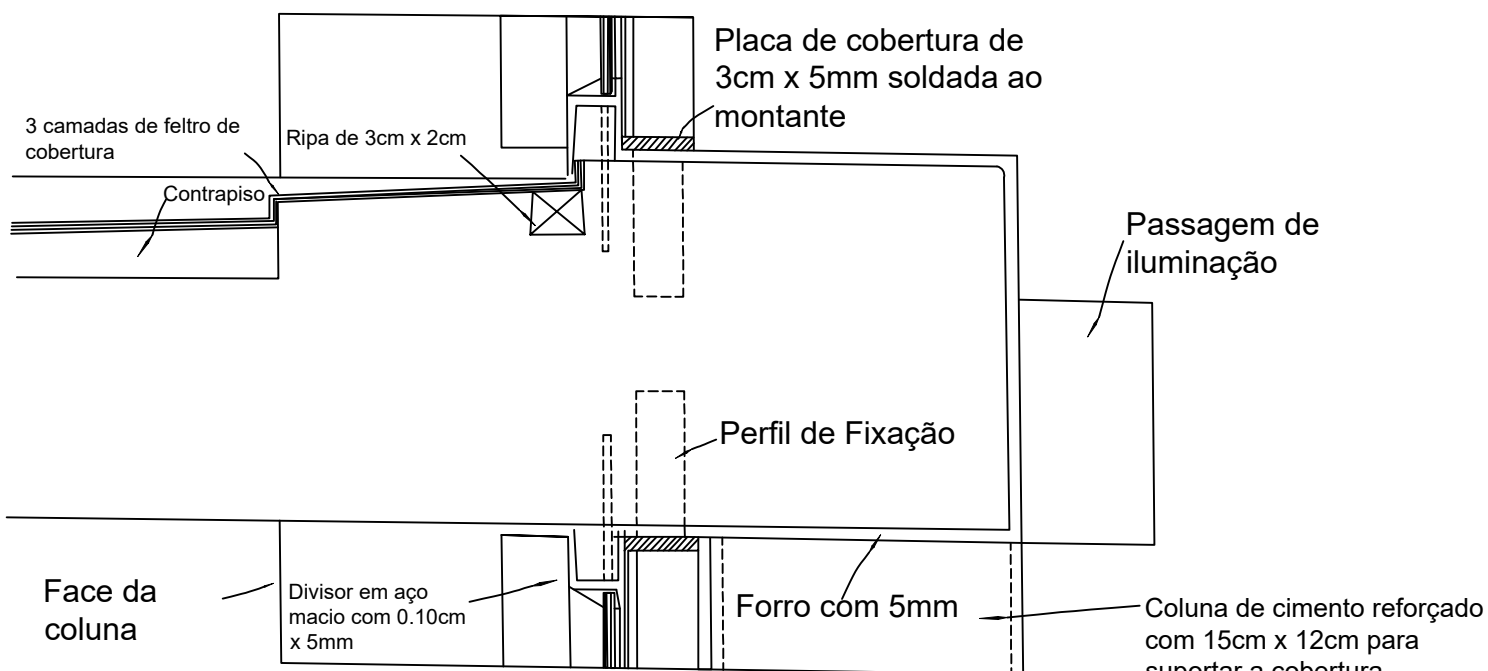 Placa de cobertura de
3cm x 5mm soldada ao
montante
3 camadas de feltro de
cobertura
Ripa de 3cm x 2cm
Contrapiso
Passagem de
iluminação
Perfil de Fixação
Face da
coluna
Divisor em aço
macio com 0.10cm
x 5mm
Forro com 5mm
Coluna de cimento reforçado
com 15cm x 12cm para
suportar a cobertura